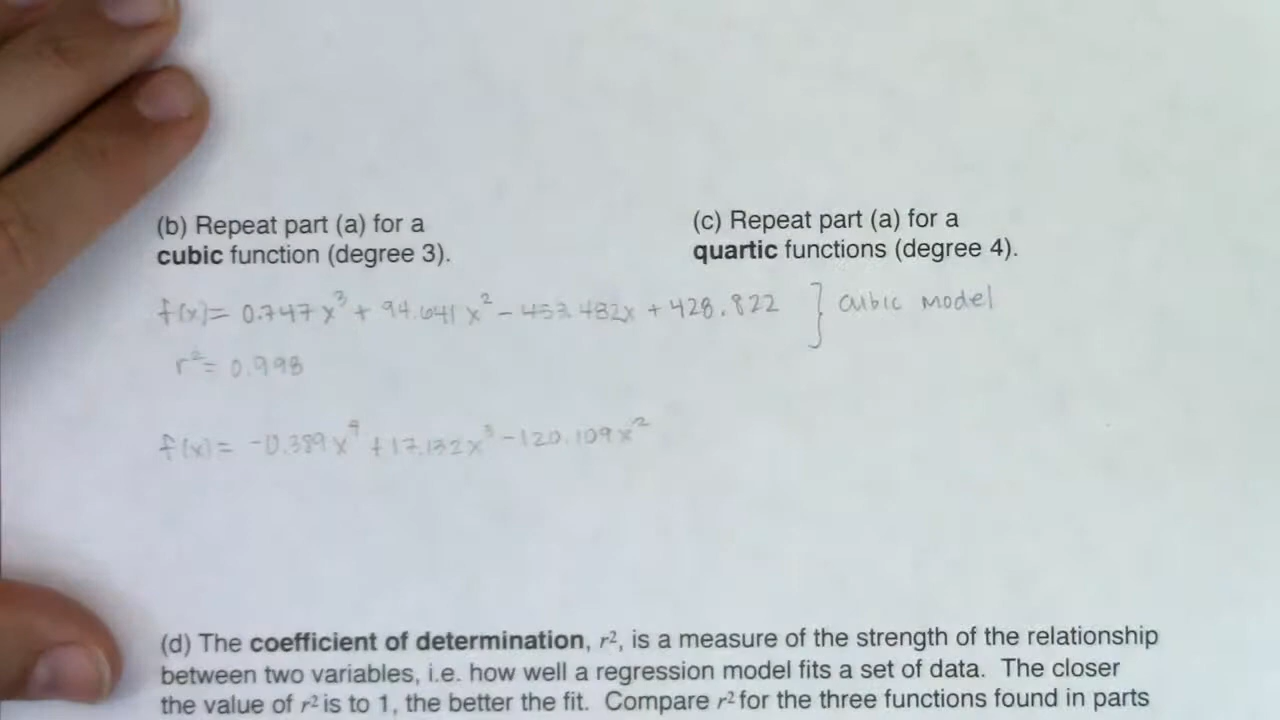 (b) Repeat part (a) for a
cubic function (degree 3).
(c) Repeat part (a) for a
quartic functions (degree 4).
f(x) = 0.747x³ + 94.641x² - 453.482x + 428.822 } cubic model
r² = 0.998
f(x) = -0.389x⁴ + 17.132x³ - 120.109x²
(d) The coefficient of determination, r², is a measure of the strength of the relationship
between two variables, i.e. how well a regression model fits a set of data. The closer
the value of r² is to 1, the better the fit. Compare r² for the three functions found in parts